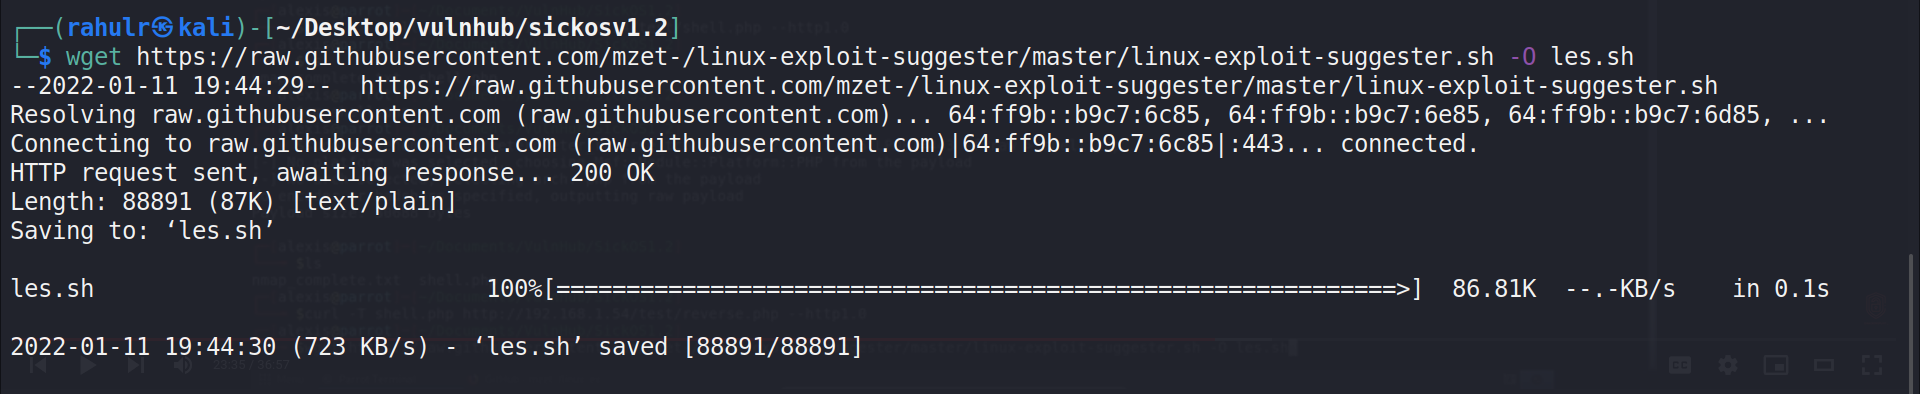 ┌──(rahulr㉿kali)-[~/Desktop/vulnhub/sickosv1.2]
└─$ wget https://raw.githubusercontent.com/mzet-/linux-exploit-suggester/master/linux-exploit-suggester.sh -O les.sh
--2022-01-11 19:44:29--  https://raw.githubusercontent.com/mzet-/linux-exploit-suggester/master/linux-exploit-suggester.sh
Resolving raw.githubusercontent.com (raw.githubusercontent.com)... 64:ff9b::b9c7:6c85, 64:ff9b::b9c7:6e85, 64:ff9b::b9c7:6d85, ...
Connecting to raw.githubusercontent.com (raw.githubusercontent.com)|64:ff9b::b9c7:6c85|:443... connected.
HTTP request sent, awaiting response... 200 OK
Length: 88891 (87K) [text/plain]
Saving to: ‘les.sh’
les.sh 100%[============================================================>] 86.81K --.-KB/s in 0.1s
2022-01-11 19:44:30 (723 KB/s) - ‘les.sh’ saved [88891/88891]